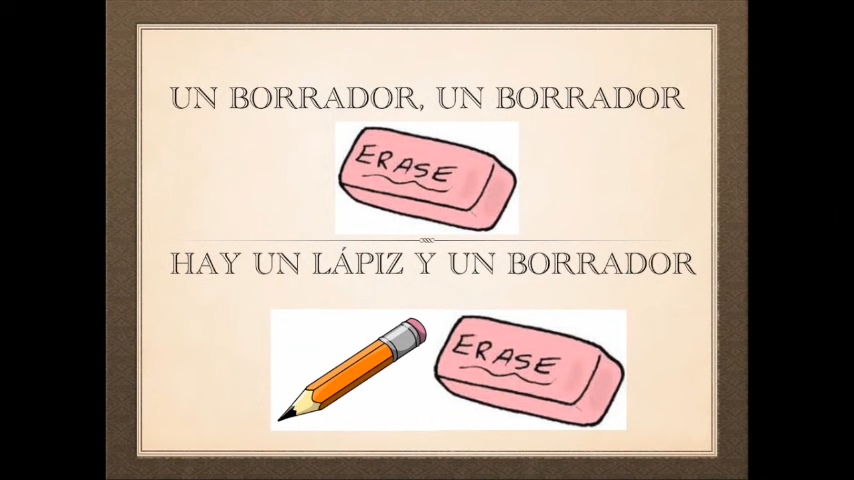 UN BORRADOR, UN BORRADOR
ERASE
HAY UN LÁPIZ Y UN BORRADOR
ERASE